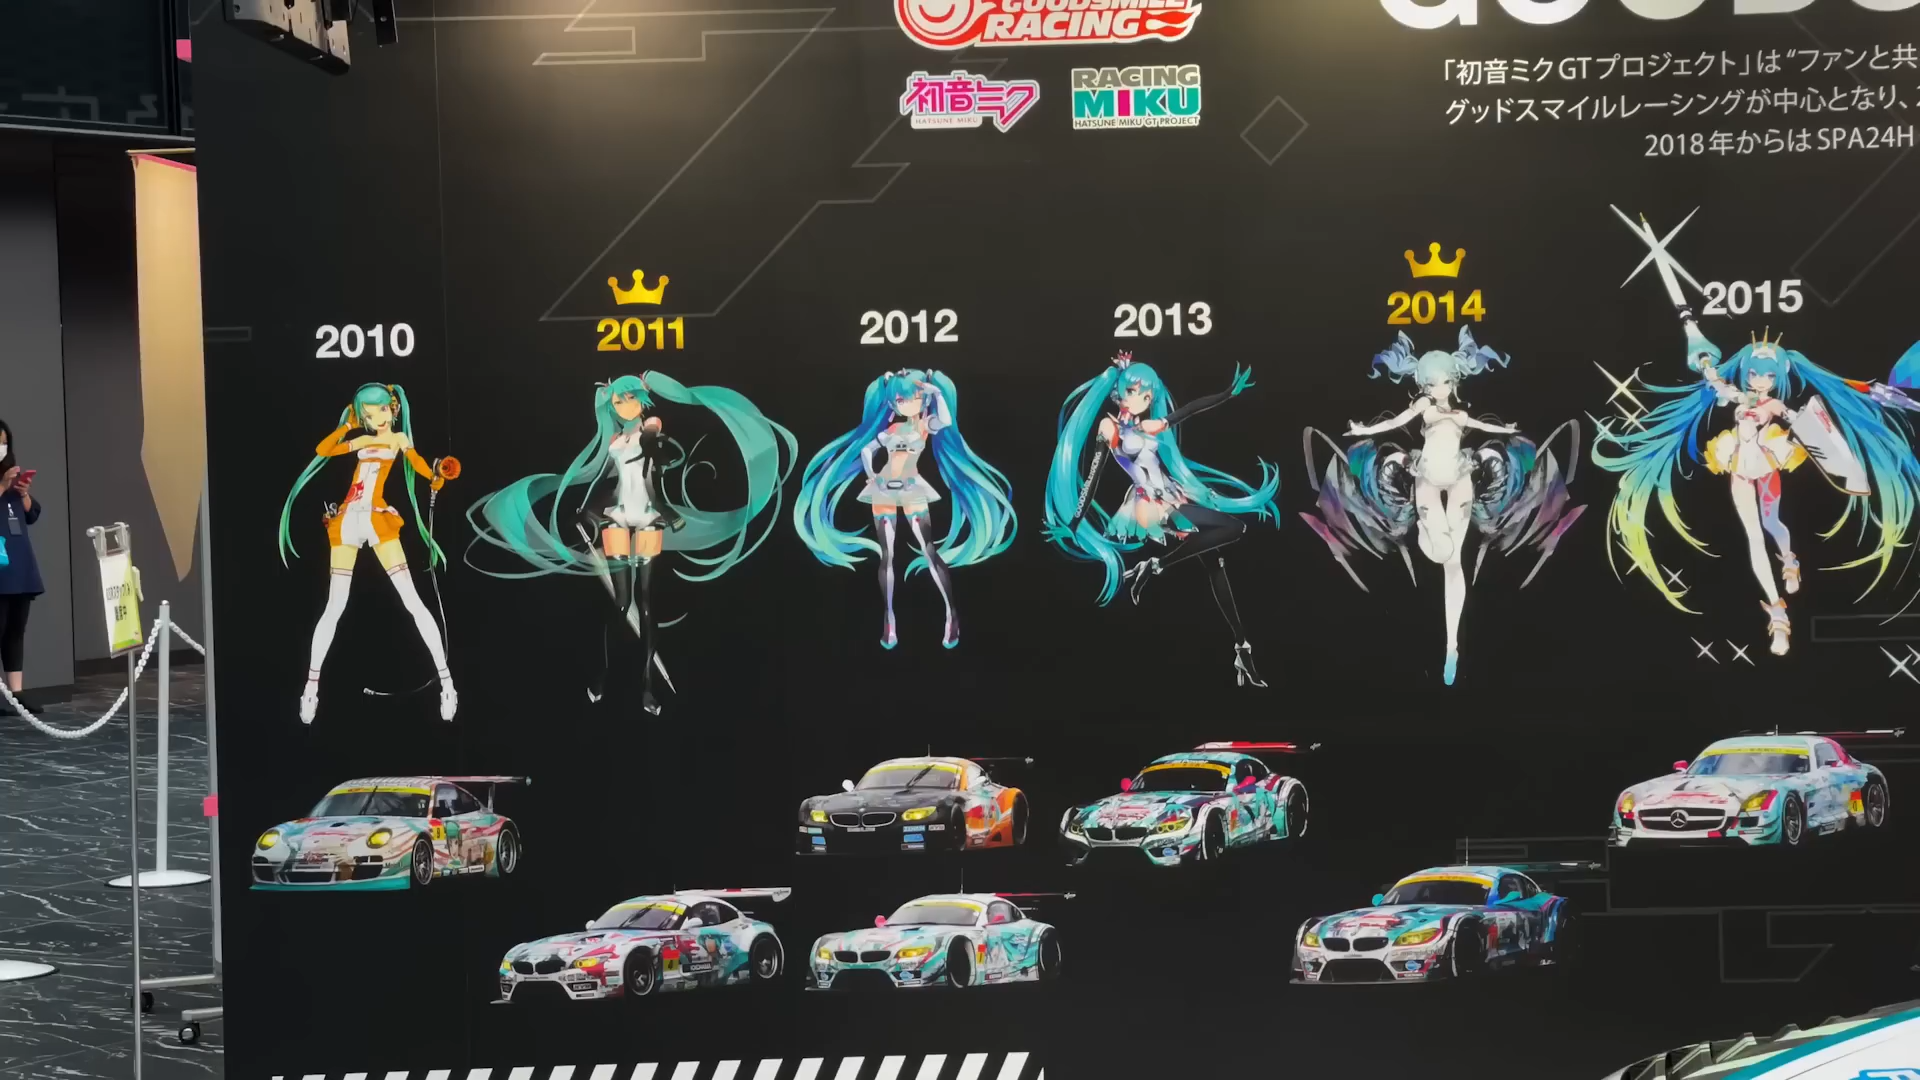 GOODSMILE
RACING
初音ミク
HATSUNE MIKU
RACING
MIKU
HATSUNE MIKU GT PROJECT
「初音ミクGTプロジェクト」は“ファンと共
グッドスマイルレーシングが中心となり、2
2018年からはSPA24H
2010
2011
2012
2013
2014
2015